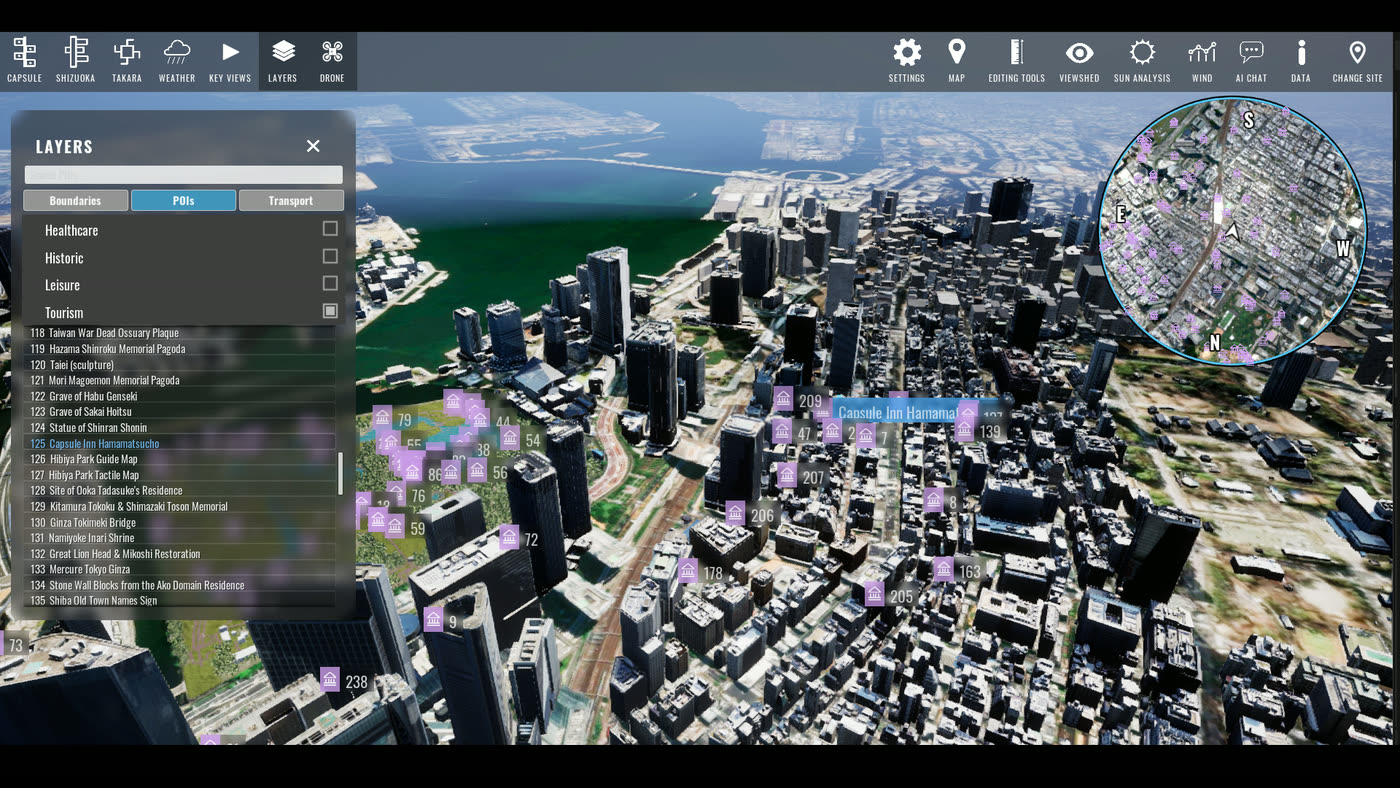 CAPSULE
SHIZUOKA
TAKARA
WEATHER
KEY VIEWS
LAYERS
DRONE
SETTINGS
MAP
EDITING TOOLS
VIEWSHED
SUN ANALYSIS
WIND
AI CHAT
DATA
CHANGE SITE
LAYERS
Boundaries
POIs
Transport
Healthcare
Historic
Leisure
Tourism
118 Taiwan War Dead Ossuary Plaque
119 Hazama Shinroku Memorial Pagoda
120 Taiei (sculpture)
121 Mori Magoemon Memorial Pagoda
122 Grave of Habu Genseki
123 Grave of Sakai Hoitsu
124 Statue of Shinran Shonin
125 Capsule Inn Hamamatsucho
126 Hibiya Park Guide Map
127 Hibiya Park Tactile Map
128 Site of Ooka Tadasuke's Residence
129 Kitamura Tokoku & Shimazaki Toson Memorial
130 Ginza Tokimeki Bridge
131 Namiyoke Inari Shrine
132 Great Lion Head & Mikoshi Restoration
133 Mercure Tokyo Ginza
134 Stone Wall Blocks from the Ako Domain Residence
135 Shiba Old Town Names Sign
S
E
W
N
209
Capsule Inn Hamamat
79
44
47
7
139
55
54
38
86
56
207
76
8
206
59
72
178
163
205
9
73
238